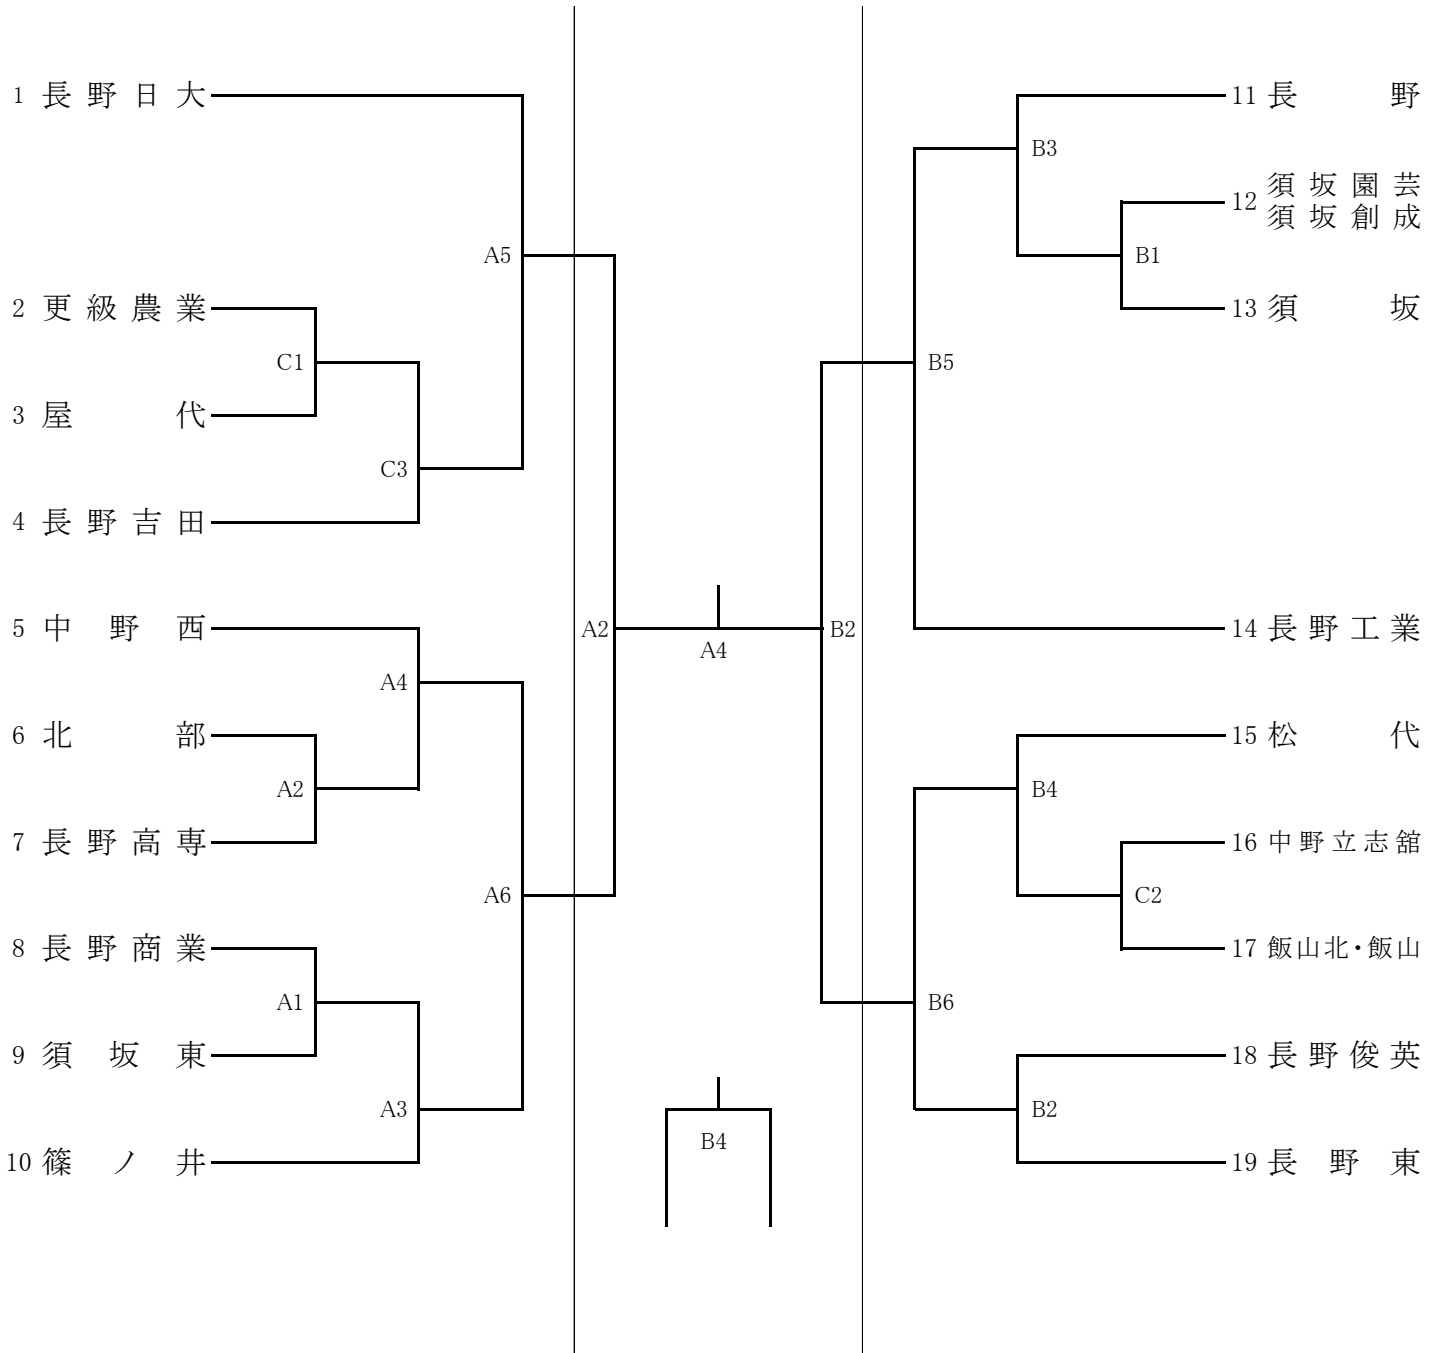 1 長野日大
A5
2 更級農業
C1
3 屋代
C3
4 長野吉田
5 中野西
A4
6 北部
A2
7 長野高専
A6
8 長野商業
A1
9 須坂東
A3
10 篠ノ井
A2
A4
B2
B4
11 長野
B3
12 須坂園芸
須坂創成
B1
13 須坂
B5
14 長野工業
15 松代
B4
16 中野立志舘
C2
17 飯山北・飯山
B6
18 長野俊英
B2
19 長野東